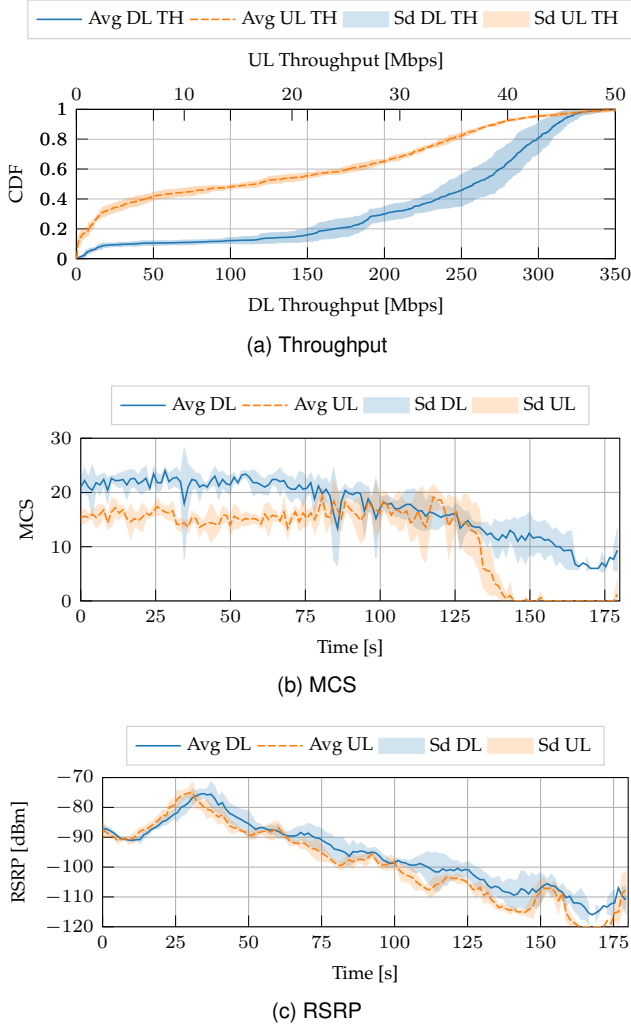 Avg DL TH Avg UL TH Sd DL TH Sd UL TH
UL Throughput [Mbps]
0 10 20 30 40 50
1
0.8
0.6
0.4
0.2
0
CDF
0 50 100 150 200 250 300 350
DL Throughput [Mbps]
(a) Throughput
Avg DL Avg UL Sd DL Sd UL
30
20
10
0
MCS
0 25 50 75 100 125 150 175
Time [s]
(b) MCS
Avg DL Avg UL Sd DL Sd UL
−70
−80
−90
−100
−110
−120
RSRP [dBm]
0 25 50 75 100 125 150 175
Time [s]
(c) RSRP